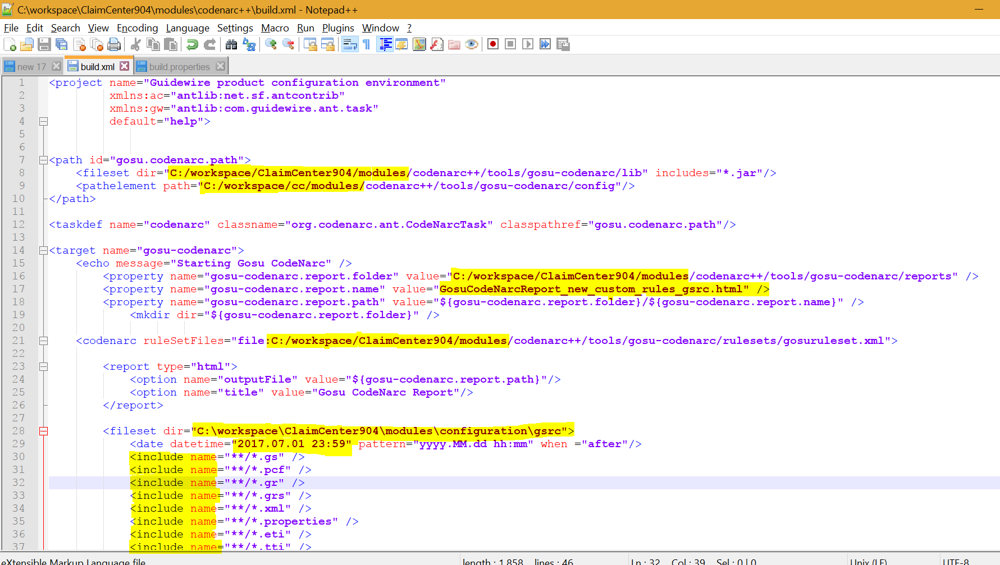 C:\workspace\ClaimCenter904\modules\codenarc++\build.xml - Notepad++
File Edit Search View Encoding Language Settings Macro Run Plugins Window ?
new 17 build.xml build.properties
1 <project name="Guidewire product configuration environment"
2 xmlns:ac="antlib:net.sf.antcontrib"
3 xmlns:gw="antlib:com.guidewire.ant.task"
4 default="help">
5
6
7 <path id="gosu.codenarc.path">
8 <fileset dir="C:/workspace/ClaimCenter904/modules/codenarc++/tools/gosu-codenarc/lib" includes="*.jar"/>
9 <pathelement path="C:/workspace/cc/modules/codenarc++/tools/gosu-codenarc/config"/>
10 </path>
11
12 <taskdef name="codenarc" classname="org.codenarc.ant.CodeNarcTask" classpathref="gosu.codenarc.path"/>
13
14 <target name="gosu-codenarc">
15 <echo message="Starting Gosu CodeNarc" />
16 <property name="gosu-codenarc.report.folder" value="C:/workspace/ClaimCenter904/modules/codenarc++/tools/gosu-codenarc/reports" />
17 <property name="gosu-codenarc.report.name" value="GosuCodeNarcReport_new_custom_rules_gsrc.html" />
18 <property name="gosu-codenarc.report.path" value="${gosu-codenarc.report.folder}/${gosu-codenarc.report.name}" />
19 <mkdir dir="${gosu-codenarc.report.folder}" />
20
21 <codenarc ruleSetFiles="file:C:/workspace/ClaimCenter904/modules/codenarc++/tools/gosu-codenarc/rulesets/gosuruleset.xml">
22
23 <report type="html">
24 <option name="outputFile" value="${gosu-codenarc.report.path}"/>
25 <option name="title" value="Gosu CodeNarc Report"/>
26 </report>
27
28 <fileset dir="C:\workspace\ClaimCenter904\modules\configuration\gsrc">
29 <date datetime="2017.07.01 23:59" pattern="yyyy.MM.dd hh:mm" when ="after"/>
30 <include name="**/*.gs" />
31 <include name="**/*.pcf" />
32 <include name="**/*.gr" />
33 <include name="**/*.grs" />
34 <include name="**/*.xml" />
35 <include name="**/*.properties" />
36 <include name="**/*.eti" />
37 <include name="**/*.tti" />
eXtensible Markup Language file length : 1,858 lines : 46 Ln : 32 Col : 39 Sel : 0 | 0 Unix (LF) UTF-8